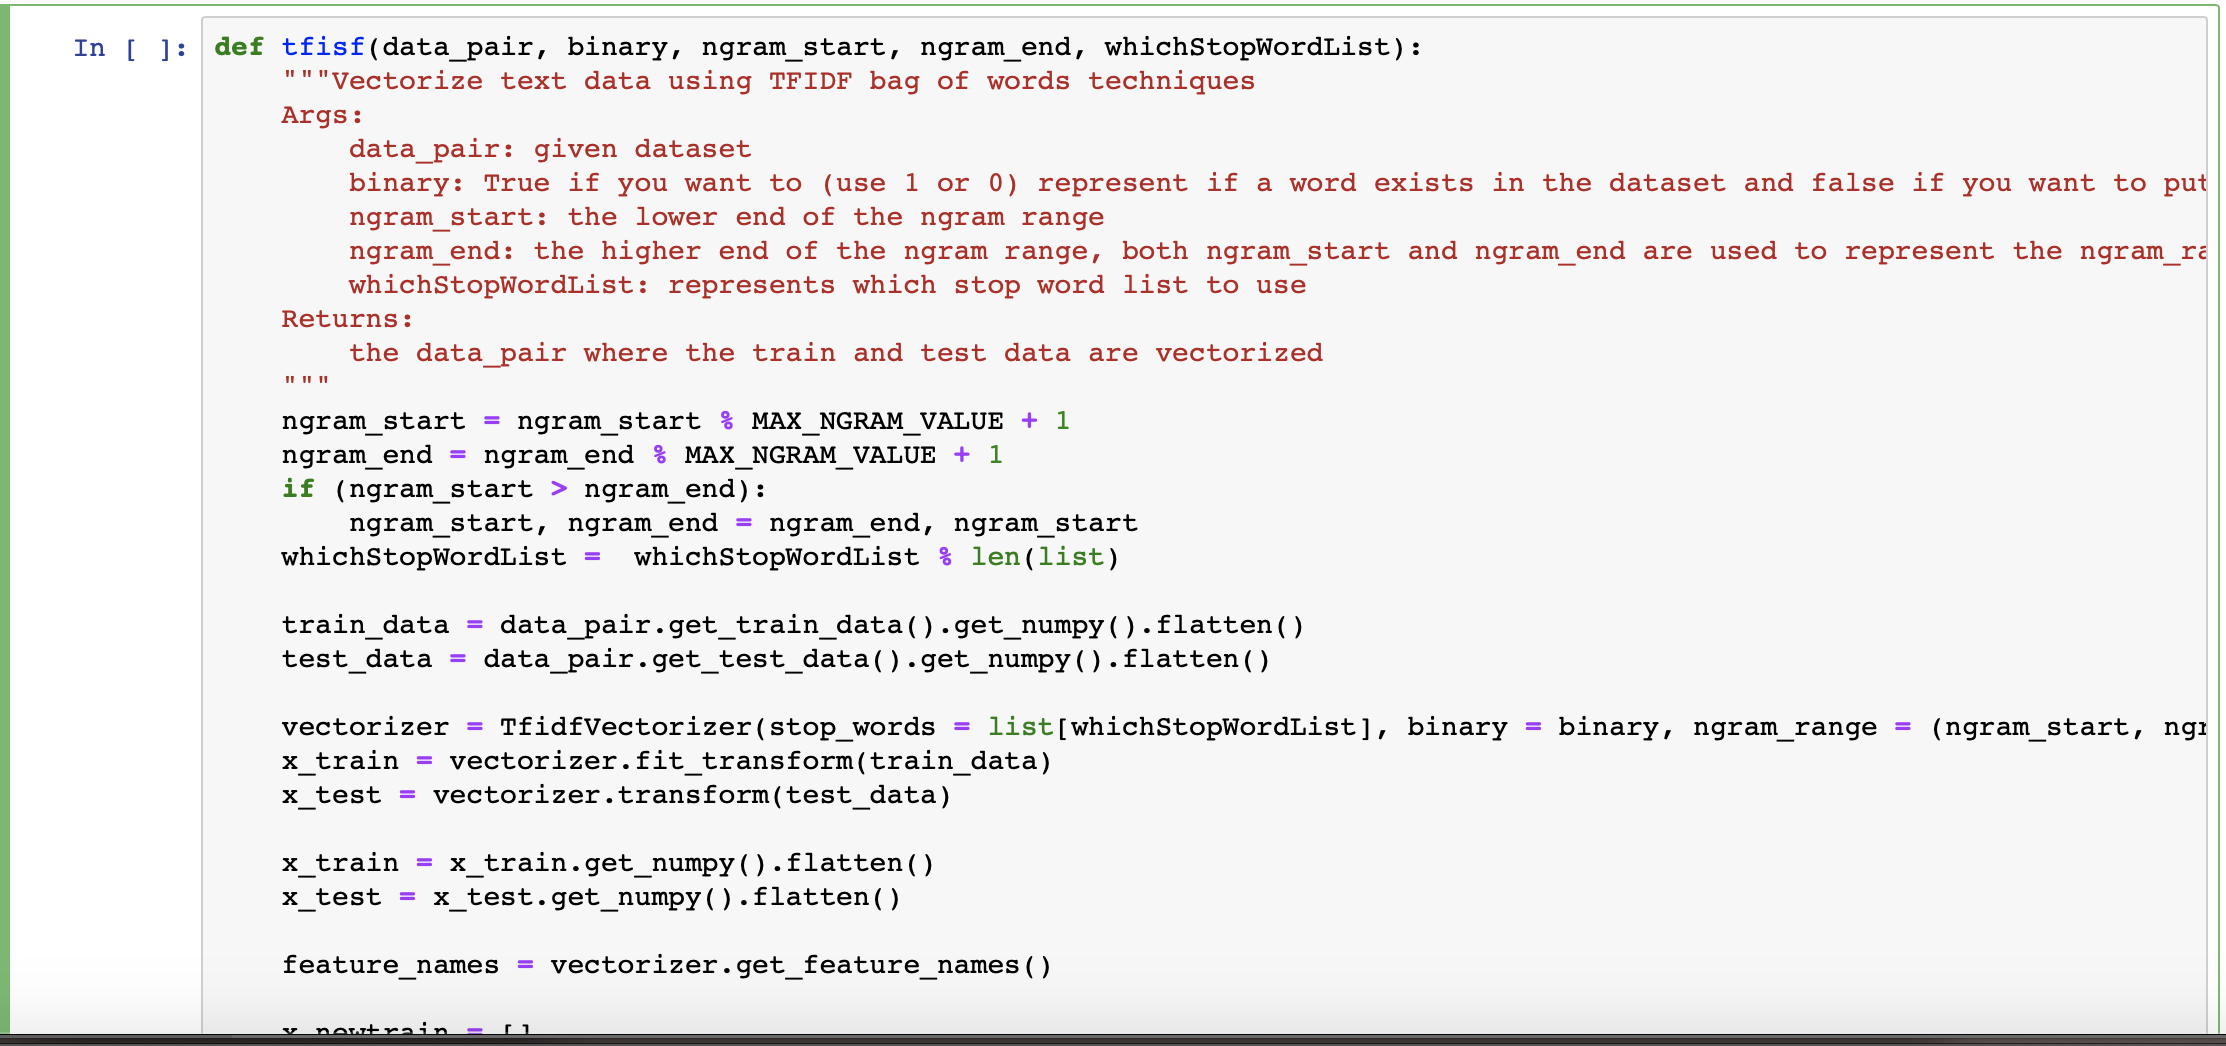 In [ ]: def tfisf(data_pair, binary, ngram_start, ngram_end, whichStopWordList):
"""Vectorize text data using TFIDF bag of words techniques
Args:
data_pair: given dataset
binary: True if you want to (use 1 or 0) represent if a word exists in the dataset and false if you want to put
ngram_start: the lower end of the ngram range
ngram_end: the higher end of the ngram range, both ngram_start and ngram_end are used to represent the ngram_ra
whichStopWordList: represents which stop word list to use
Returns:
the data_pair where the train and test data are vectorized
"""
ngram_start = ngram_start % MAX_NGRAM_VALUE + 1
ngram_end = ngram_end % MAX_NGRAM_VALUE + 1
if (ngram_start > ngram_end):
ngram_start, ngram_end = ngram_end, ngram_start
whichStopWordList =  whichStopWordList % len(list)
train_data = data_pair.get_train_data().get_numpy().flatten()
test_data = data_pair.get_test_data().get_numpy().flatten()
vectorizer = TfidfVectorizer(stop_words = list[whichStopWordList], binary = binary, ngram_range = (ngram_start, ngr
x_train = vectorizer.fit_transform(train_data)
x_test = vectorizer.transform(test_data)
x_train = x_train.get_numpy().flatten()
x_test = x_test.get_numpy().flatten()
feature_names = vectorizer.get_feature_names()
x_newtrain = []